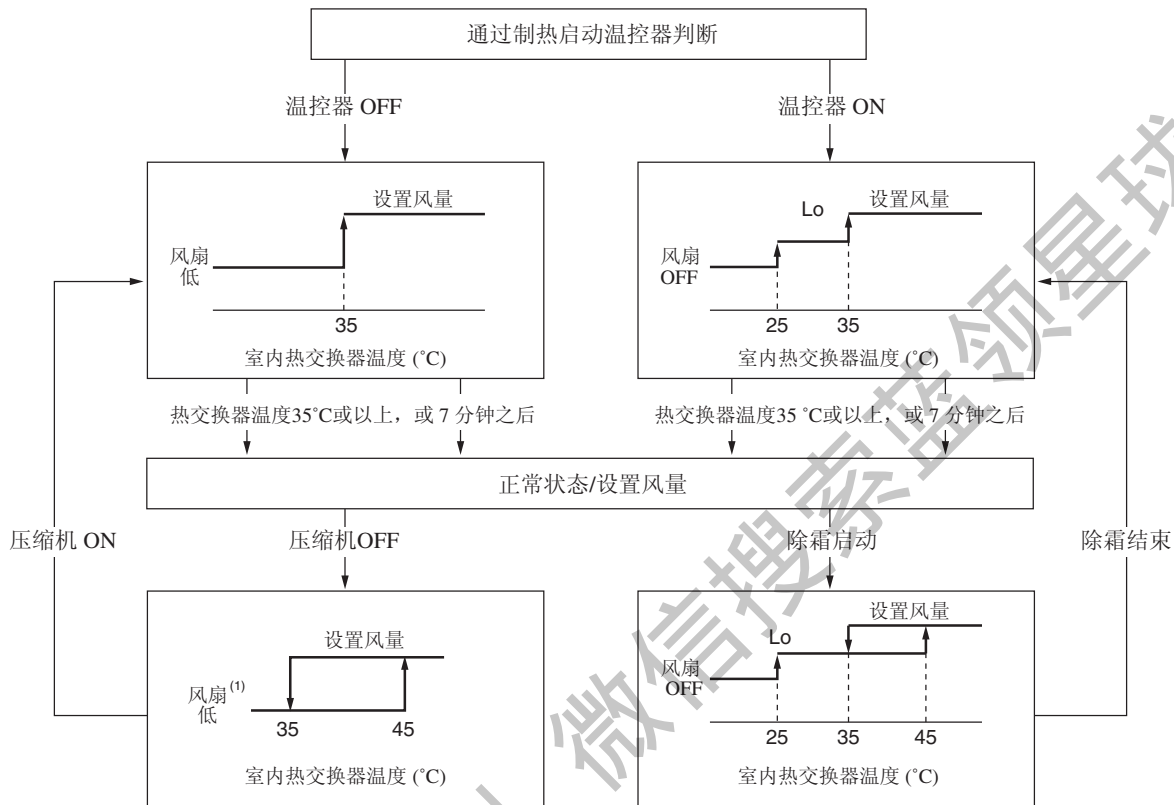 通过制热启动温控器判断
温控器 OFF
温控器 ON
设置风量
风扇
低
35
室内热交换器温度 (°C)
Lo
设置风量
风扇
OFF
25
35
室内热交换器温度 (°C)
热交换器温度35°C或以上，或 7 分钟之后
热交换器温度35 °C或以上，或 7 分钟之后
正常状态/设置风量
压缩机 ON
压缩机OFF
除霜启动
除霜结束
设置风量
风扇(1)
低
35
45
室内热交换器温度 (°C)
设置风量
Lo
风扇
OFF
25
35
45
室内热交换器温度 (°C)
微信搜索蓝领星球